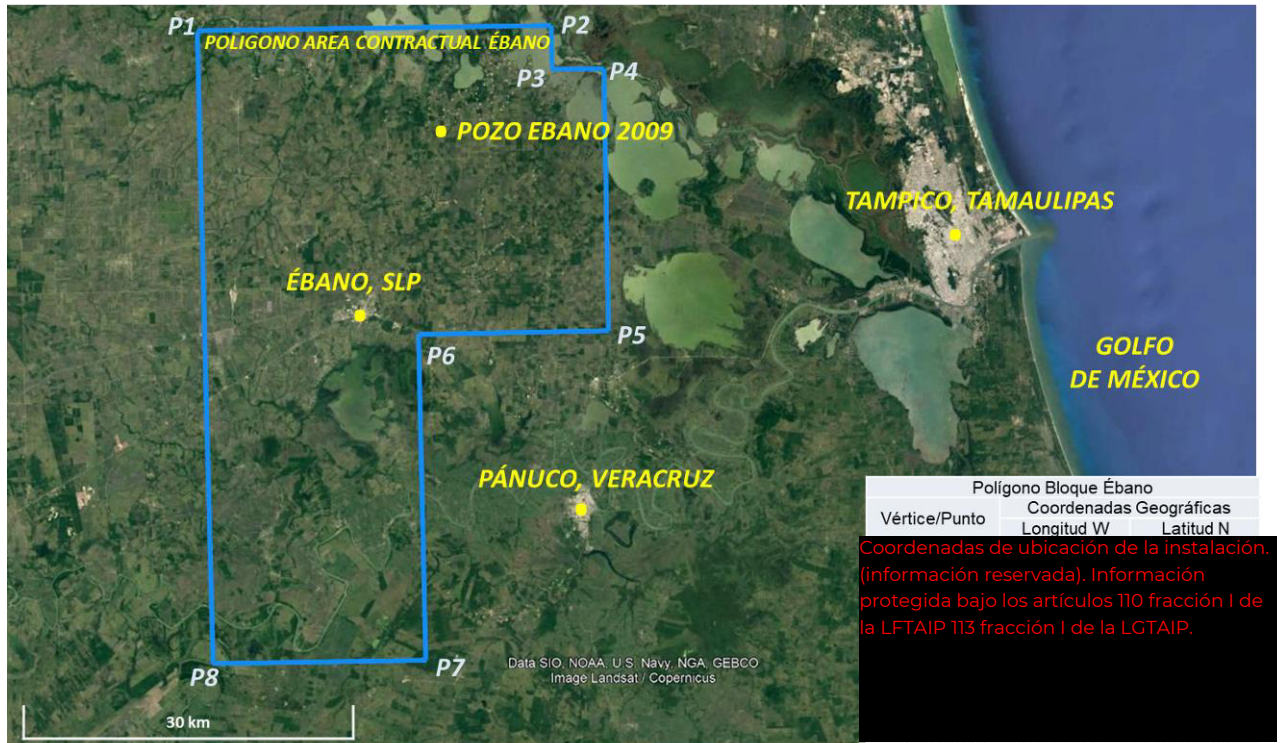 P1
P2
POLIGONO AREA CONTRACTUAL ÉBANO
P3
P4
POZO EBANO 2009
TAMPICO, TAMAULIPAS
ÉBANO, SLP
P5
P6
GOLFO
DE MÉXICO
PÁNUCO, VERACRUZ
Polígono Bloque Ébano
Vértice/Punto
Coordenadas Geográficas
Longitud W
Latitud N
Coordenadas de ubicación de la instalación.
(información reservada). Información
protegida bajo los artículos 110 fracción I de
la LFTAIP 113 fracción I de la LGTAIP.
P7
P8
Data SIO, NOAA, U.S. Navy, NGA, GEBCO
Image Landsat / Copernicus
30 km